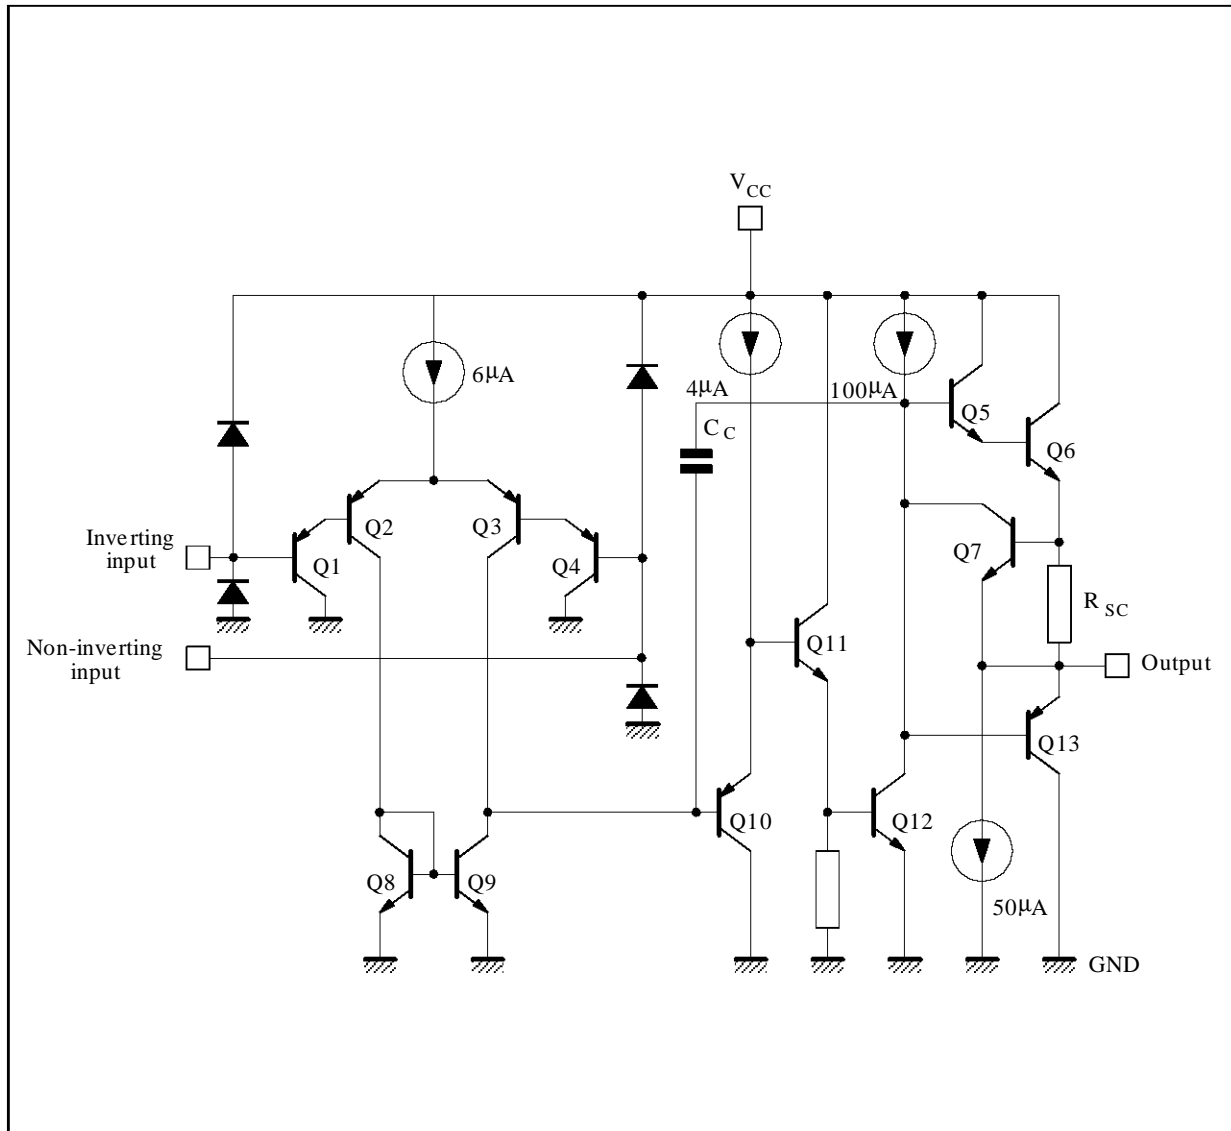 VCC
6μA
4μA
100μA
CC
Q5
Q6
Inverting
input
Q1
Q2
Q3
Q4
Q7
RSC
Non-inverting
input
Q11
Output
Q13
Q10
Q12
Q8
Q9
50μA
GND